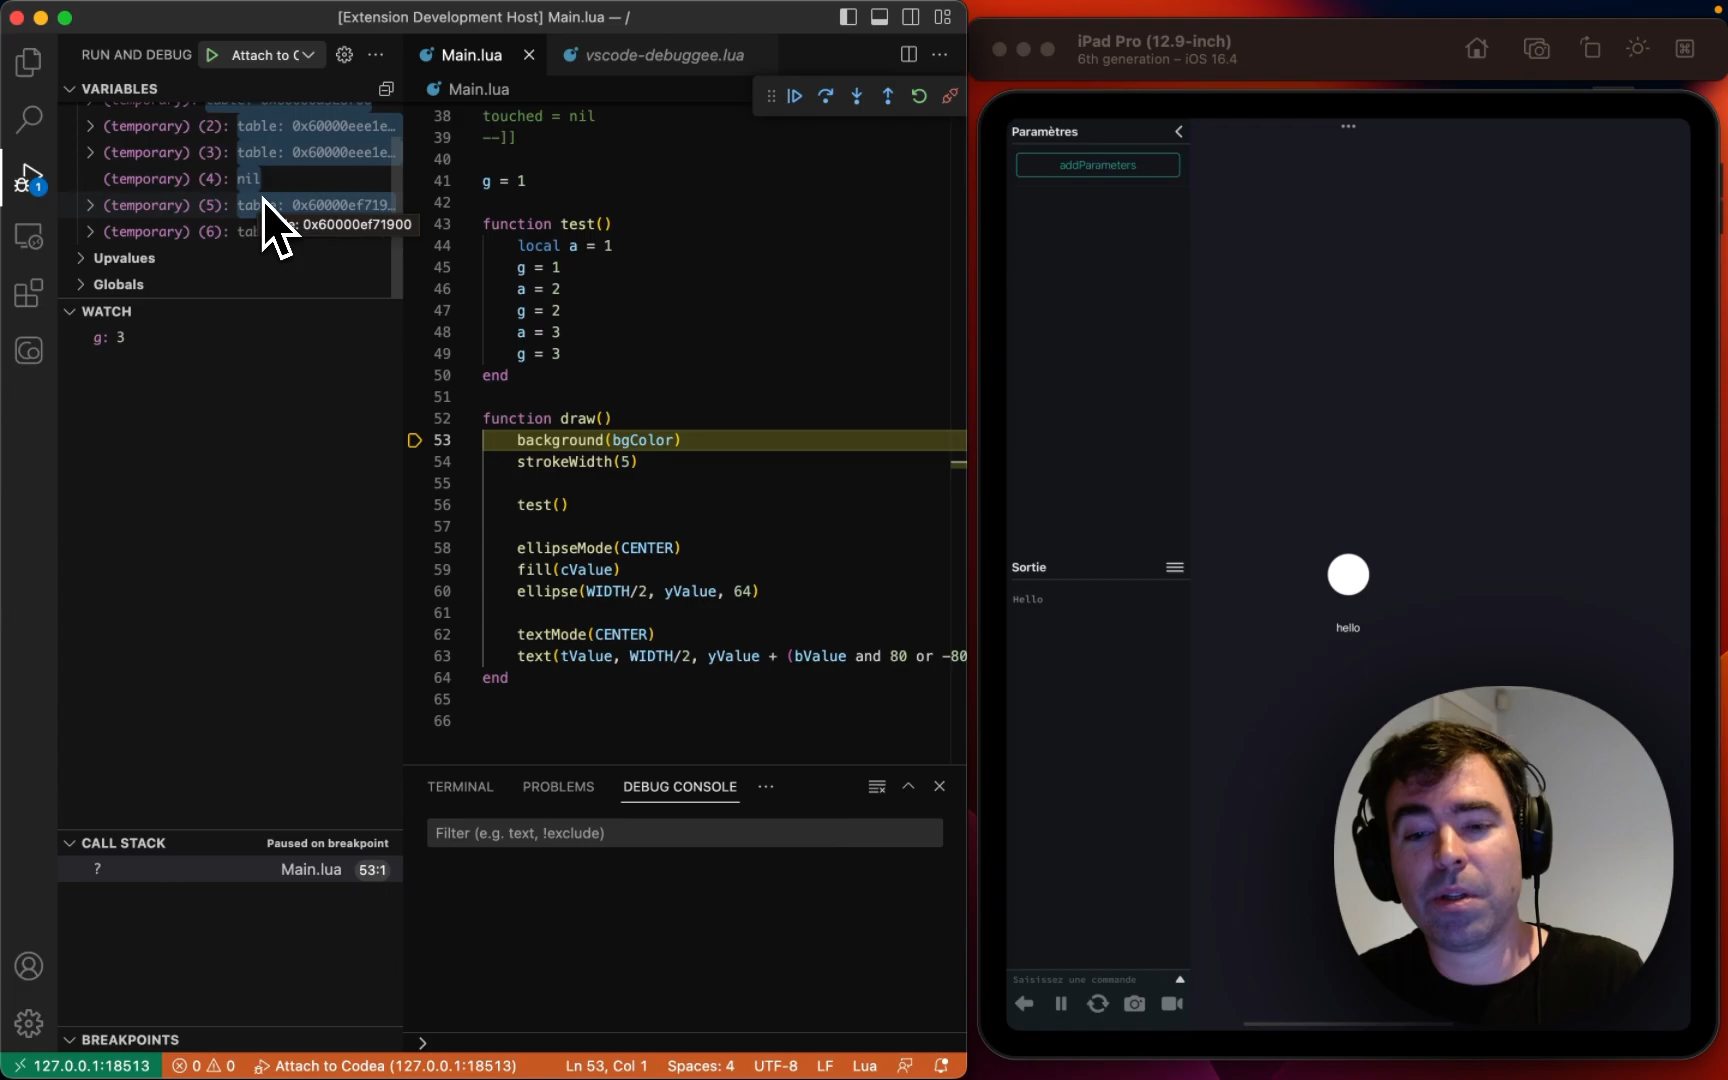 [Extension Development Host] Main.lua — /
RUN AND DEBUG
Attach to C
Main.lua
vscode-debuggee.lua
Main.lua
VARIABLES
(temporary) (2): table: 0x60000eee1e…
(temporary) (3): table: 0x60000eee1e…
(temporary) (4): nil
(temporary) (5): table: 0x60000ef719…
0x60000ef71900
(temporary) (6):
Upvalues
Globals
WATCH
g: 3
CALL STACK
Paused on breakpoint
?
Main.lua
53:1
BREAKPOINTS
1
38 touched = nil
39 --]]
40
41 g = 1
42
43 function test()
44 local a = 1
45 g = 1
46 a = 2
47 g = 2
48 a = 3
49 g = 3
50 end
51
52 function draw()
53 background(bgColor)
54 strokeWidth(5)
55
56 test()
57
58 ellipseMode(CENTER)
59 fill(cValue)
60 ellipse(WIDTH/2, yValue, 64)
61
62 textMode(CENTER)
63 text(tValue, WIDTH/2, yValue + (bValue and 80 or -80
64 end
65
66
TERMINAL
PROBLEMS
DEBUG CONSOLE
Filter (e.g. text, !exclude)
127.0.0.1:18513
0
0
Attach to Codea (127.0.0.1:18513)
Ln 53, Col 1
Spaces: 4
UTF-8
LF
Lua
iPad Pro (12.9-inch)
6th generation – iOS 16.4
Paramètres
addParameters
Sortie
Hello
hello
Saisissez une commande